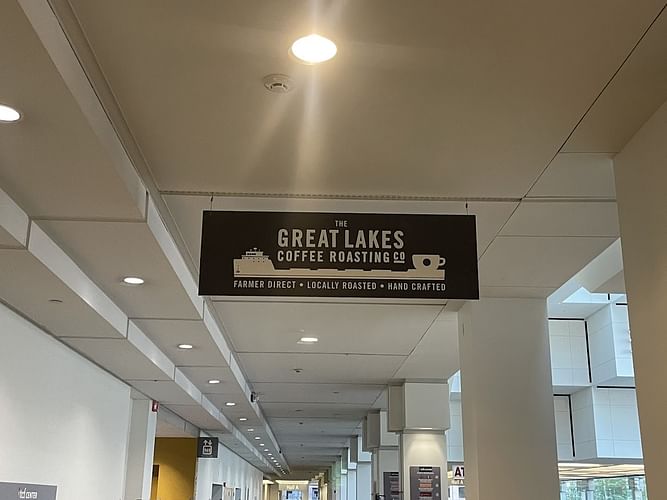 THE
GREAT LAKES
COFFEE ROASTING CO
FARMER DIRECT • LOCALLY ROASTED • HAND CRAFTED